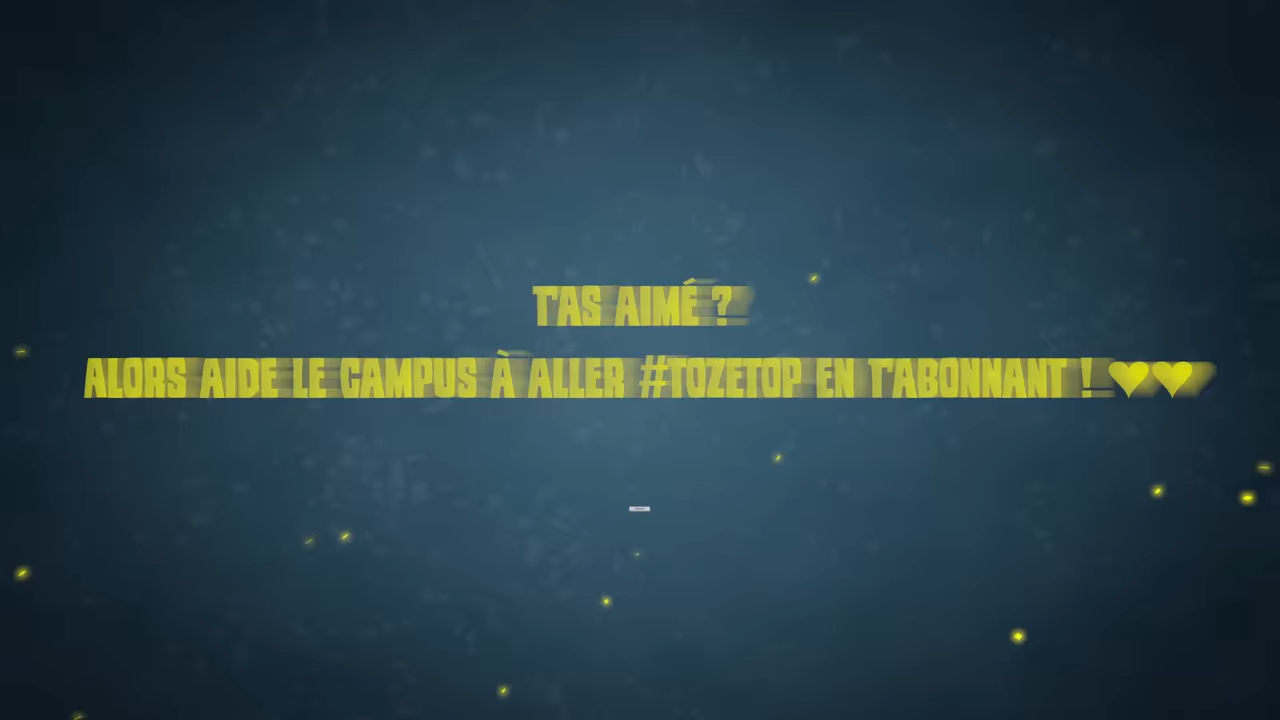 T'AS AIMÉ ?
ALORS AIDE LE CAMPUS À ALLER #TOZETOP EN T'ABONNANT ! ♥♥